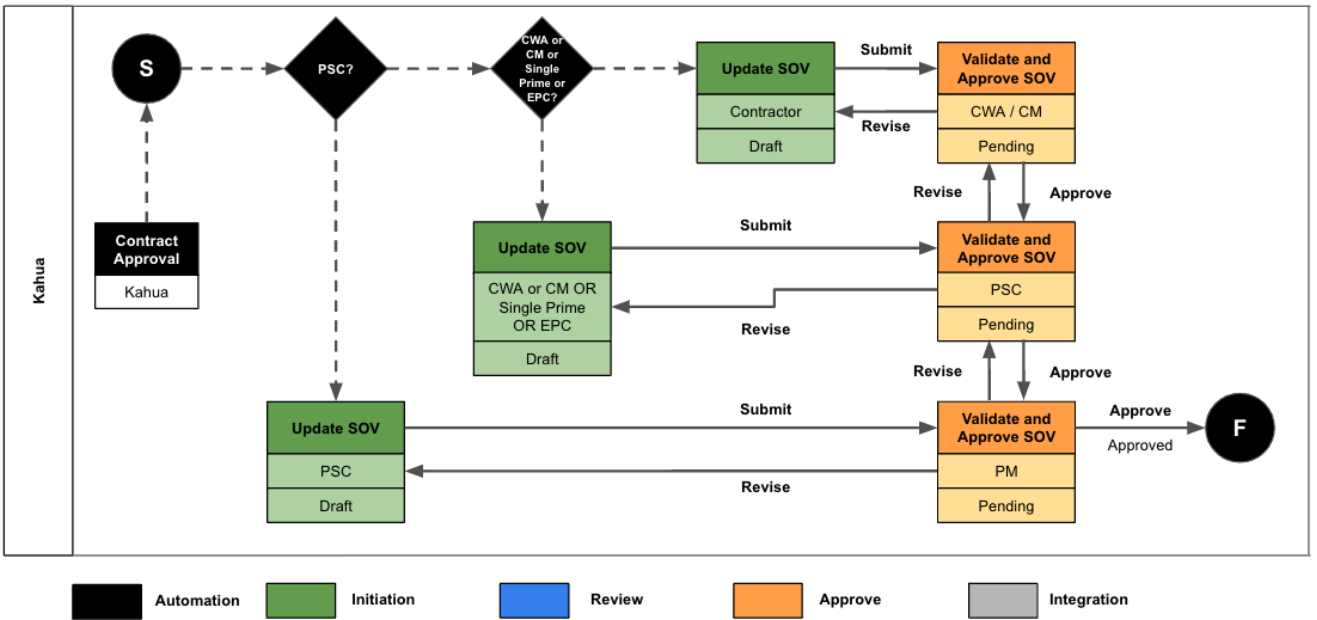 Kahua
S
PSC?
CWA or
CM or
Single
Prime or
EPC?
Update SOV
Contractor
Draft
Submit
Revise
Validate and
Approve SOV
CWA / CM
Pending
Revise
Approve
Contract
Approval
Kahua
Update SOV
CWA or CM OR
Single Prime
OR EPC
Draft
Submit
Revise
Validate and
Approve SOV
PSC
Pending
Revise
Approve
Update SOV
PSC
Draft
Submit
Revise
Validate and
Approve SOV
PM
Pending
Approve
Approved
F
Automation
Initiation
Review
Approve
Integration